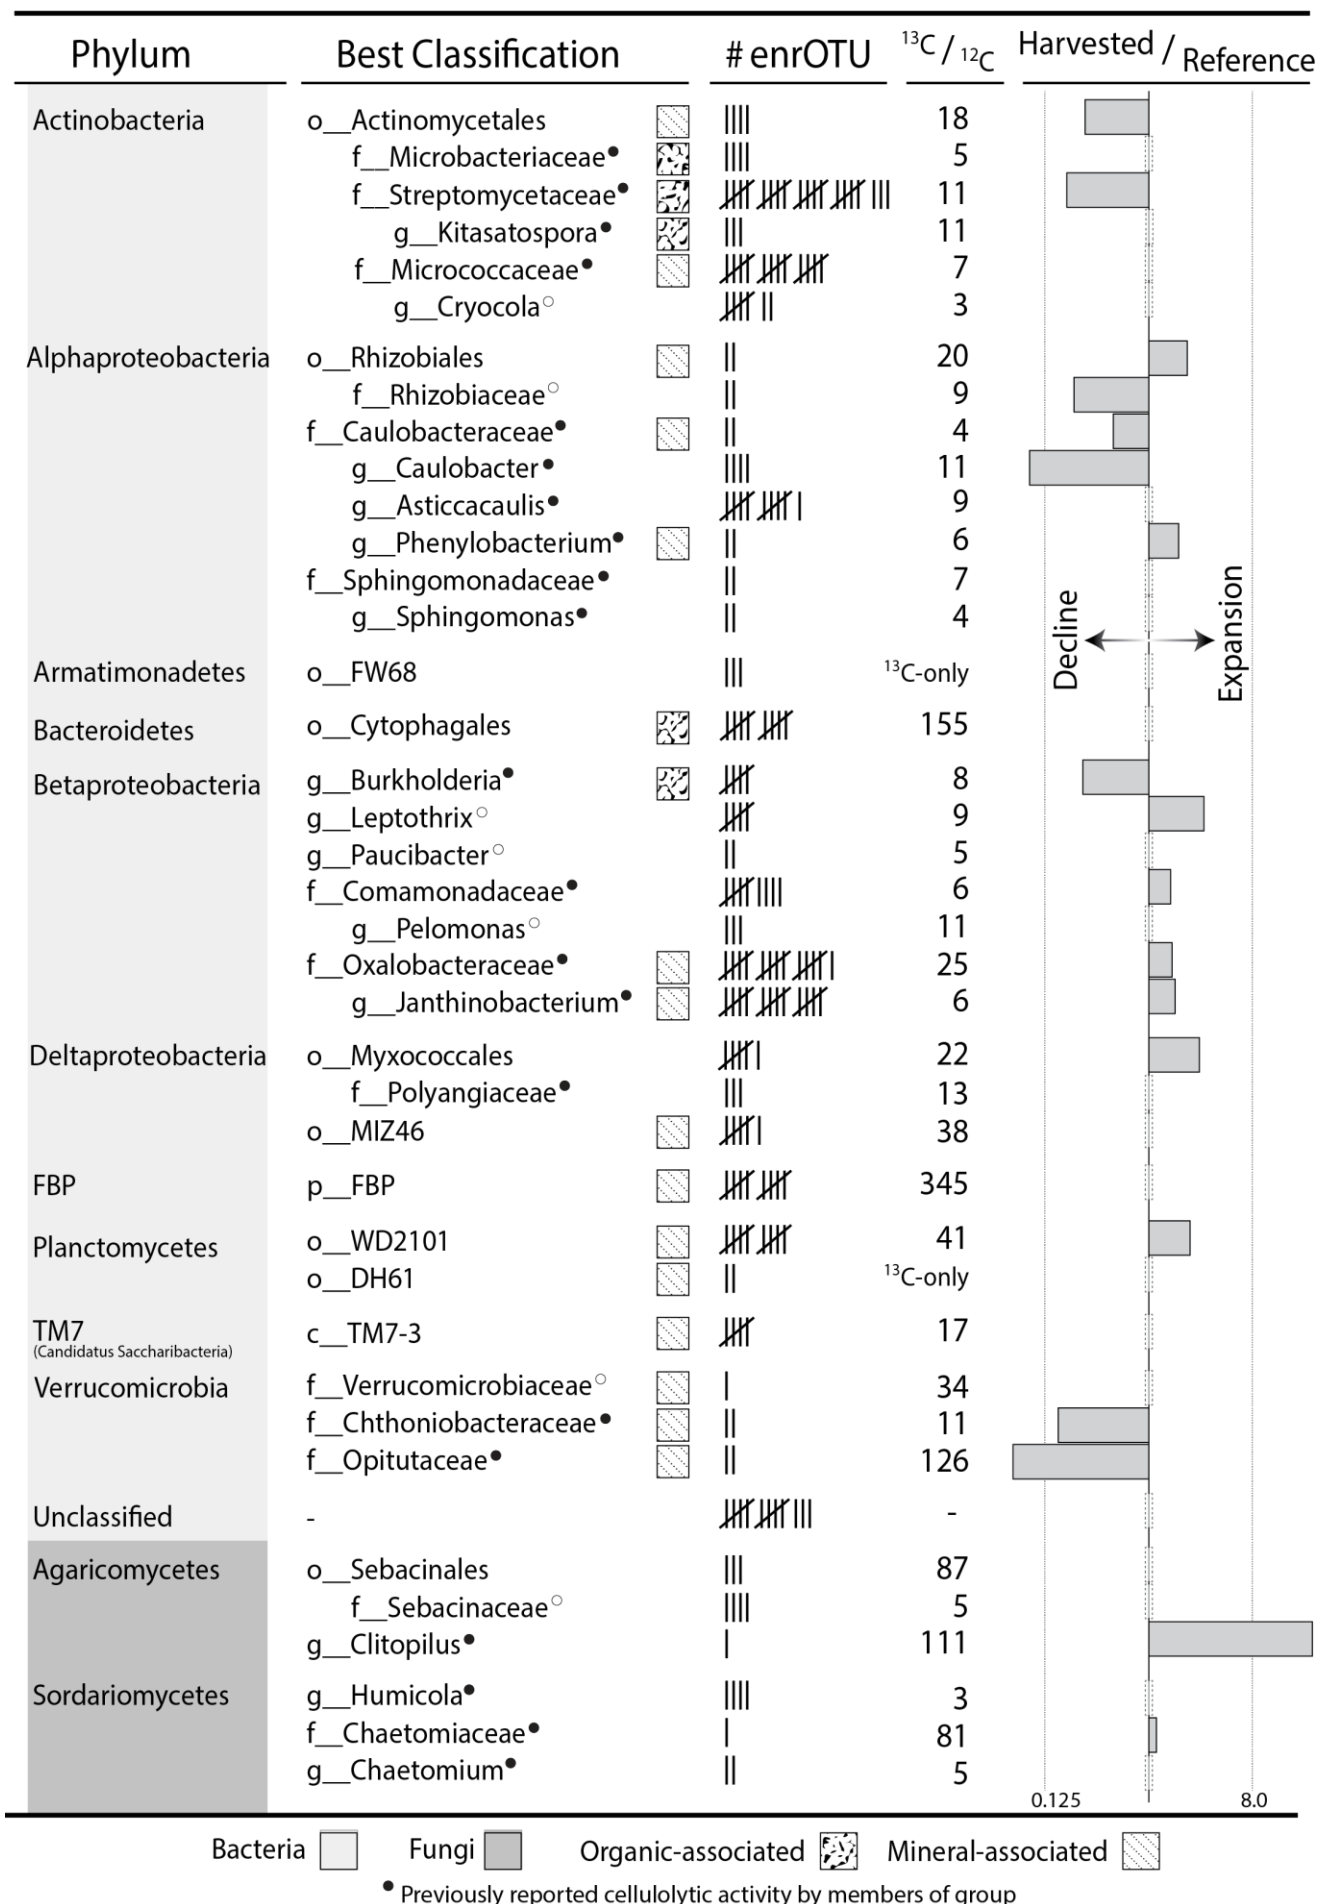 Phylum Best Classification # enrOTU ¹³C / ¹²C Harvested / Reference
Actinobacteria o__Actinomycetales 18
f__Microbacteriaceae● 5
f__Streptomycetaceae● 11
g__Kitasatospora● 11
f__Micrococcaceae● 7
g__Cryocola○ 3
Alphaproteobacteria o__Rhizobiales 20
f__Rhizobiaceae○ 9
f__Caulobacteraceae● 4
g__Caulobacter● 11
g__Asticcacaulis● 9
g__Phenylobacterium● 6
f__Sphingomonadaceae● 7
g__Sphingomonas● 4
Decline Expansion
Armatimonadetes o__FW68 ¹³C-only
Bacteroidetes o__Cytophagales 155
Betaproteobacteria g__Burkholderia● 8
g__Leptothrix○ 9
g__Paucibacter○ 5
f__Comamonadaceae● 6
g__Pelomonas○ 11
f__Oxalobacteraceae● 25
g__Janthinobacterium● 6
Deltaproteobacteria o__Myxococcales 22
f__Polyangiaceae● 13
o__MIZ46 38
FBP p__FBP 345
Planctomycetes o__WD2101 41
o__DH61 ¹³C-only
TM7 c__TM7-3 17
(Candidatus Saccharibacteria)
Verrucomicrobia f__Verrucomicrobiaceae○ 34
f__Chthoniobacteraceae● 11
f__Opitutaceae● 126
Unclassified - -
Agaricomycetes o__Sebacinales 87
f__Sebacinaceae○ 5
g__Clitopilus● 111
Sordariomycetes g__Humicola● 3
f__Chaetomiaceae● 81
g__Chaetomium● 5
0.125 8.0
Bacteria Fungi Organic-associated Mineral-associated
● Previously reported cellulolytic activity by members of group